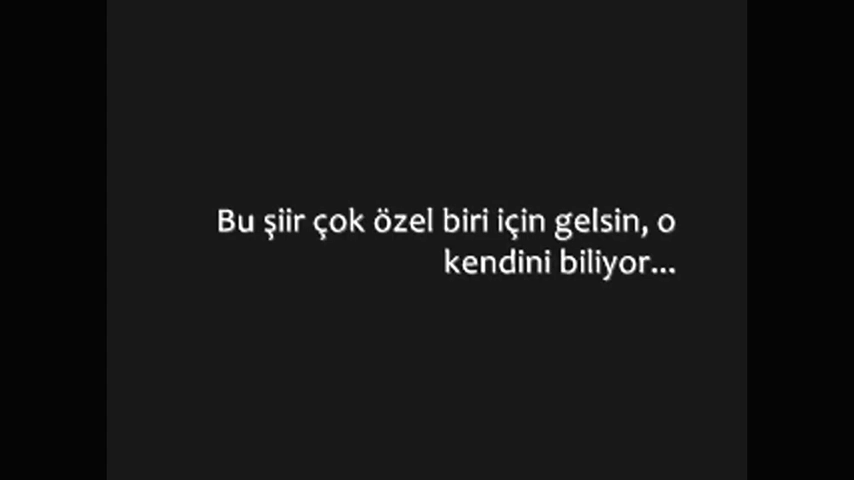 Bu şiir çok özel biri için gelsin, o
kendini biliyor...